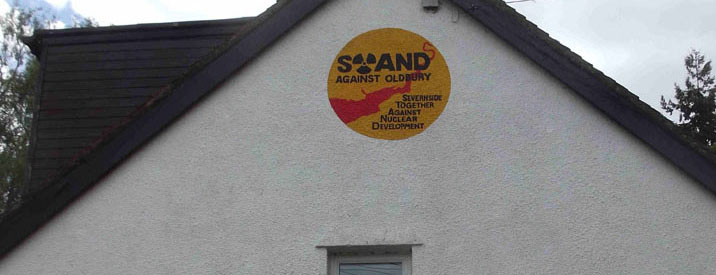 S☢AND
AGAINST OLDBURY
SEVERNSIDE
TOGETHER
AGAINST
NUCLEAR
DEVELOPMENT